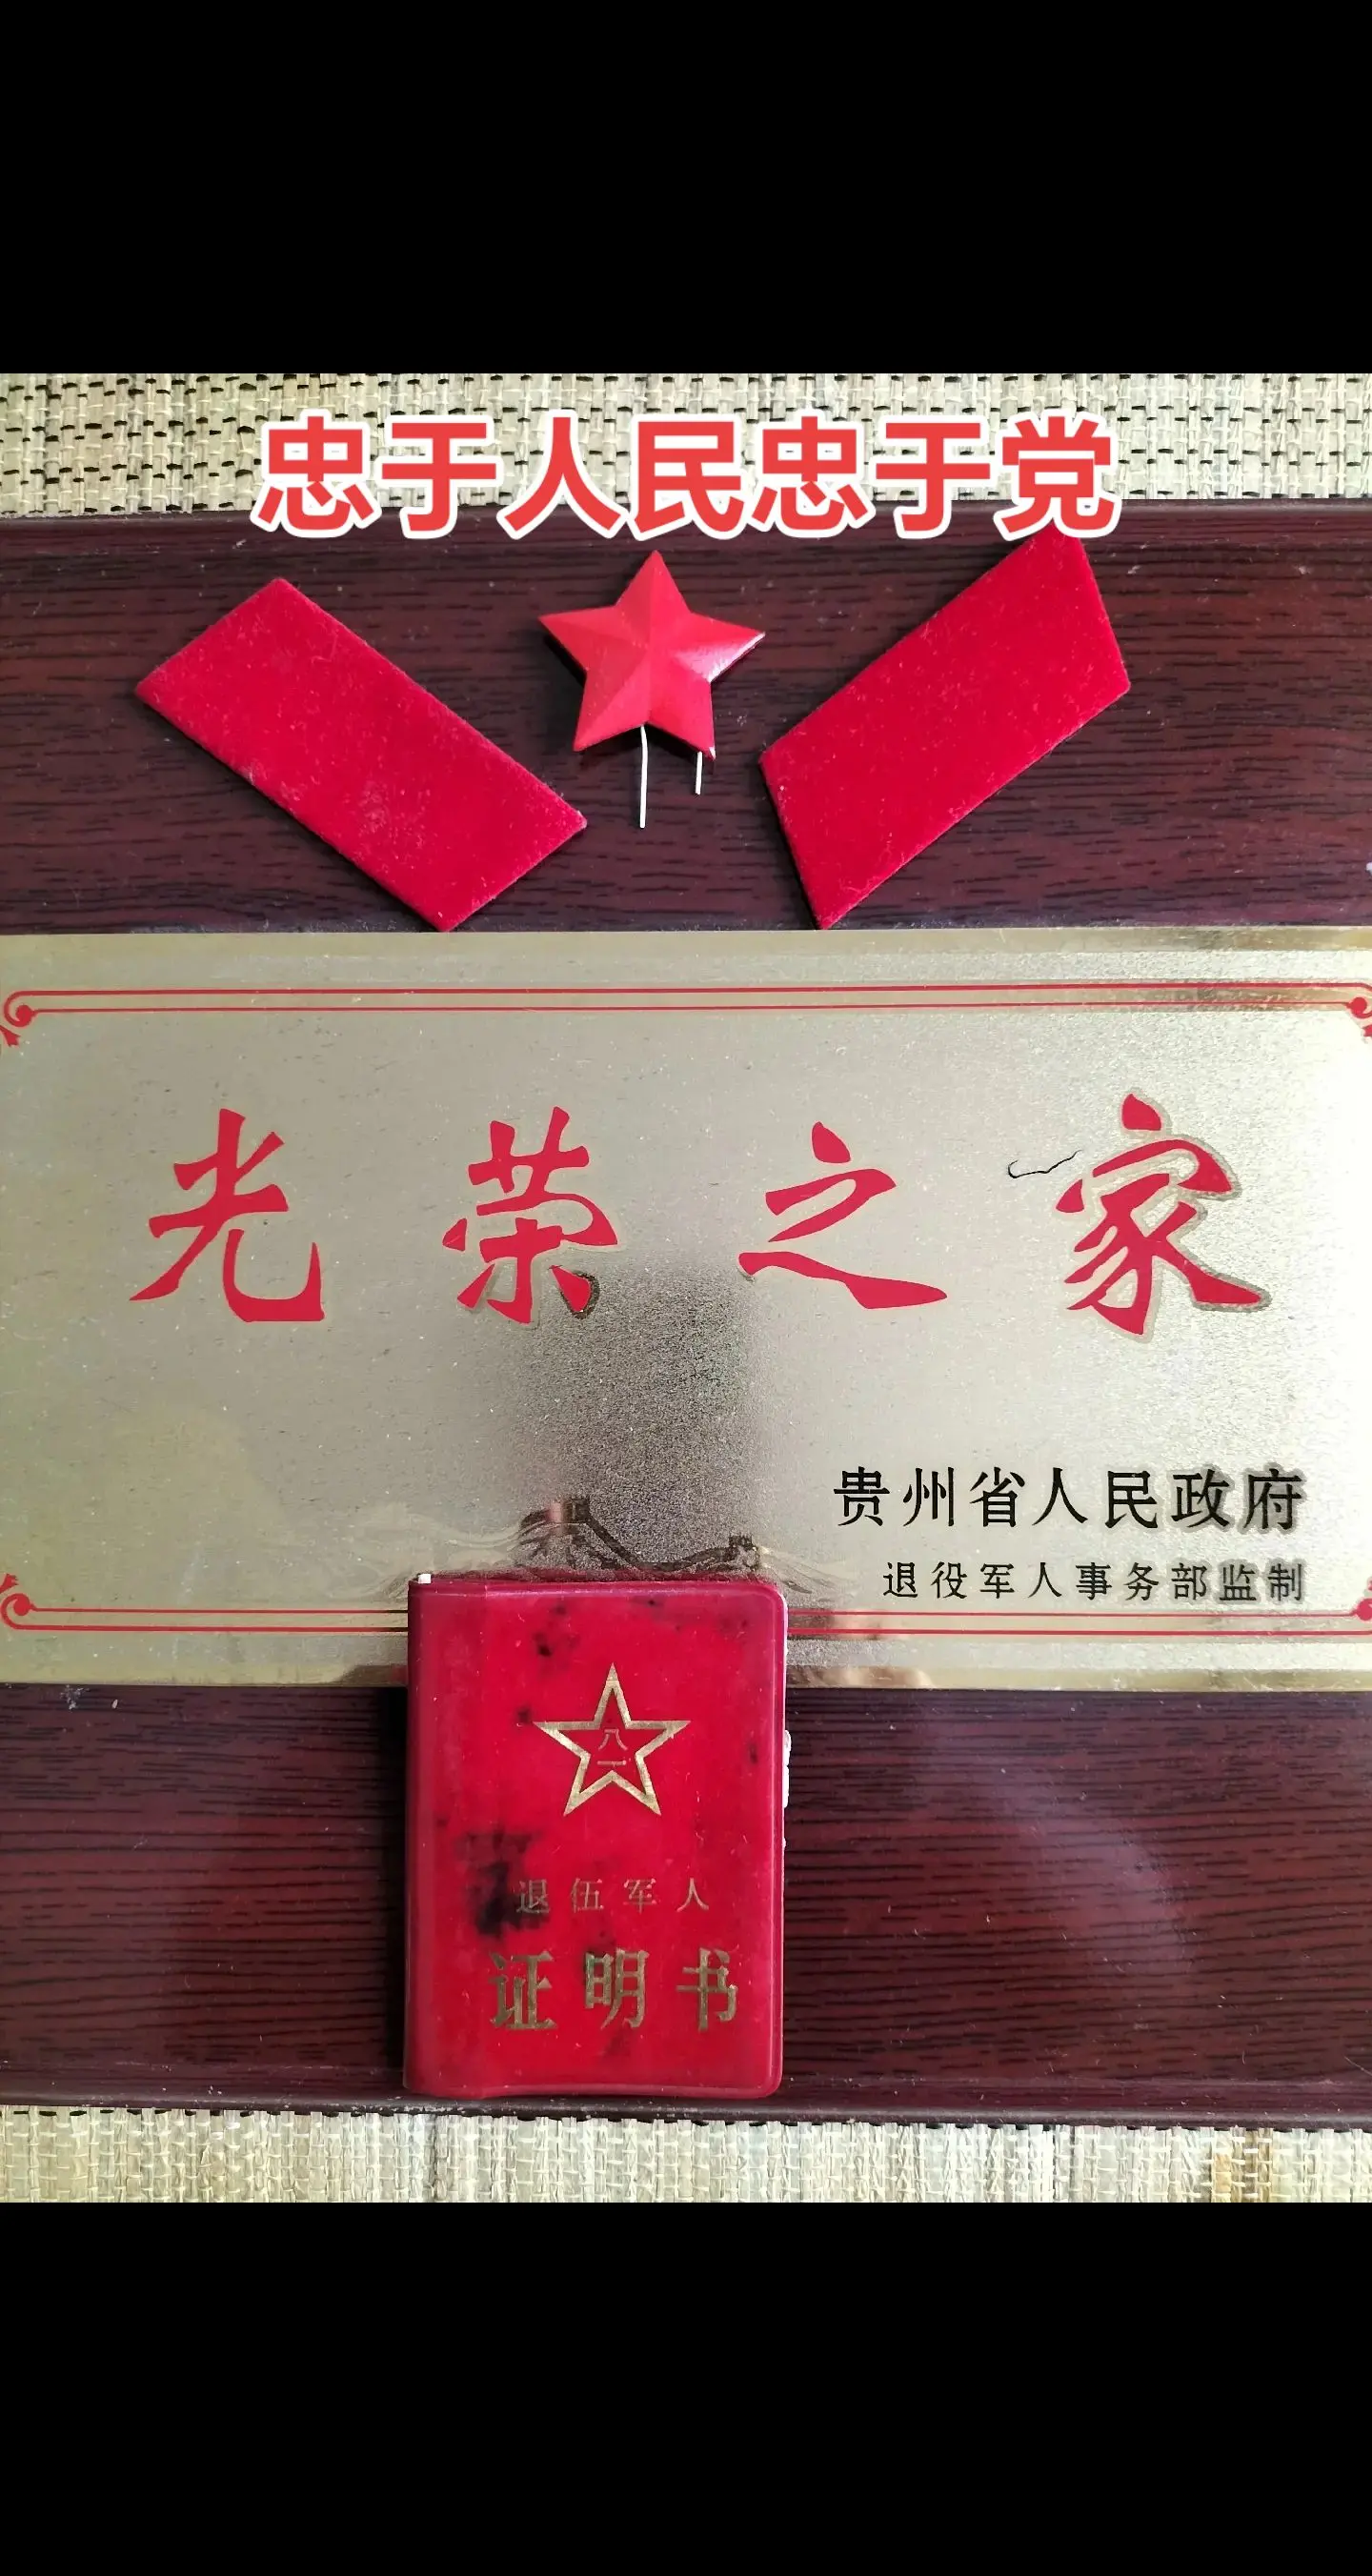 忠于人民忠于党
光荣之家
贵州省人民政府
退役军人事务部监制
八一
退伍军人
证明书